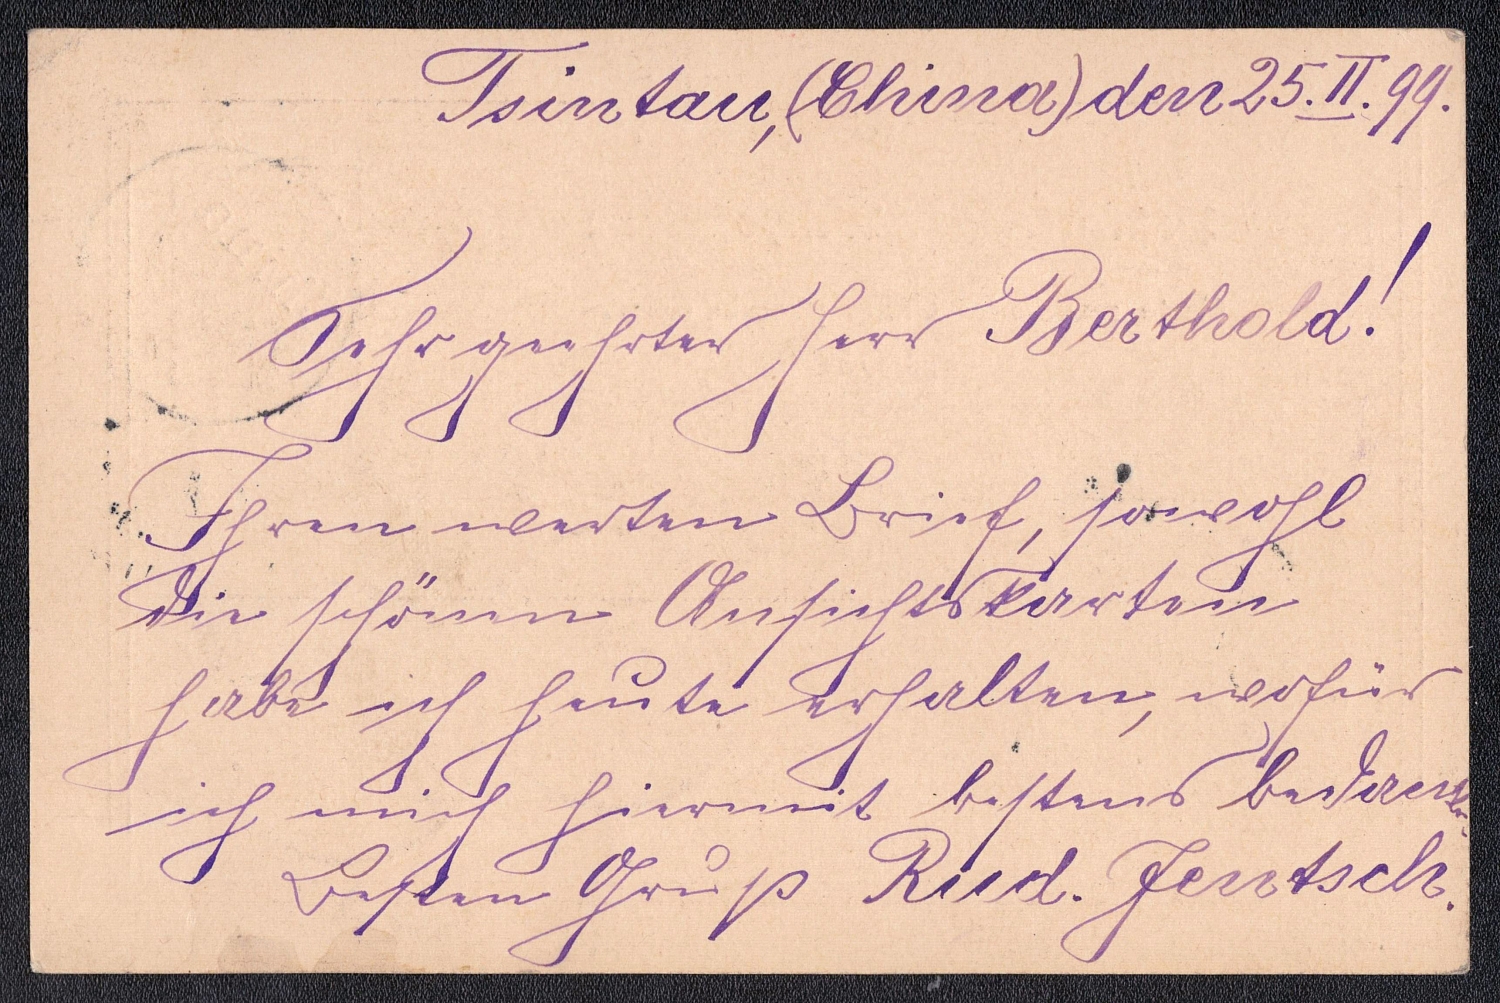 Tsintau, (China) den 25. II. 99.
Sehr geehrter Herr Berthold!
Ihren werten Brief, sowohl
die schönen Ansichtskarten
habe ich heute erhalten, wofür
ich mich hiermit bestens bedanke.
Besten Gruß Rud. Jentsch.